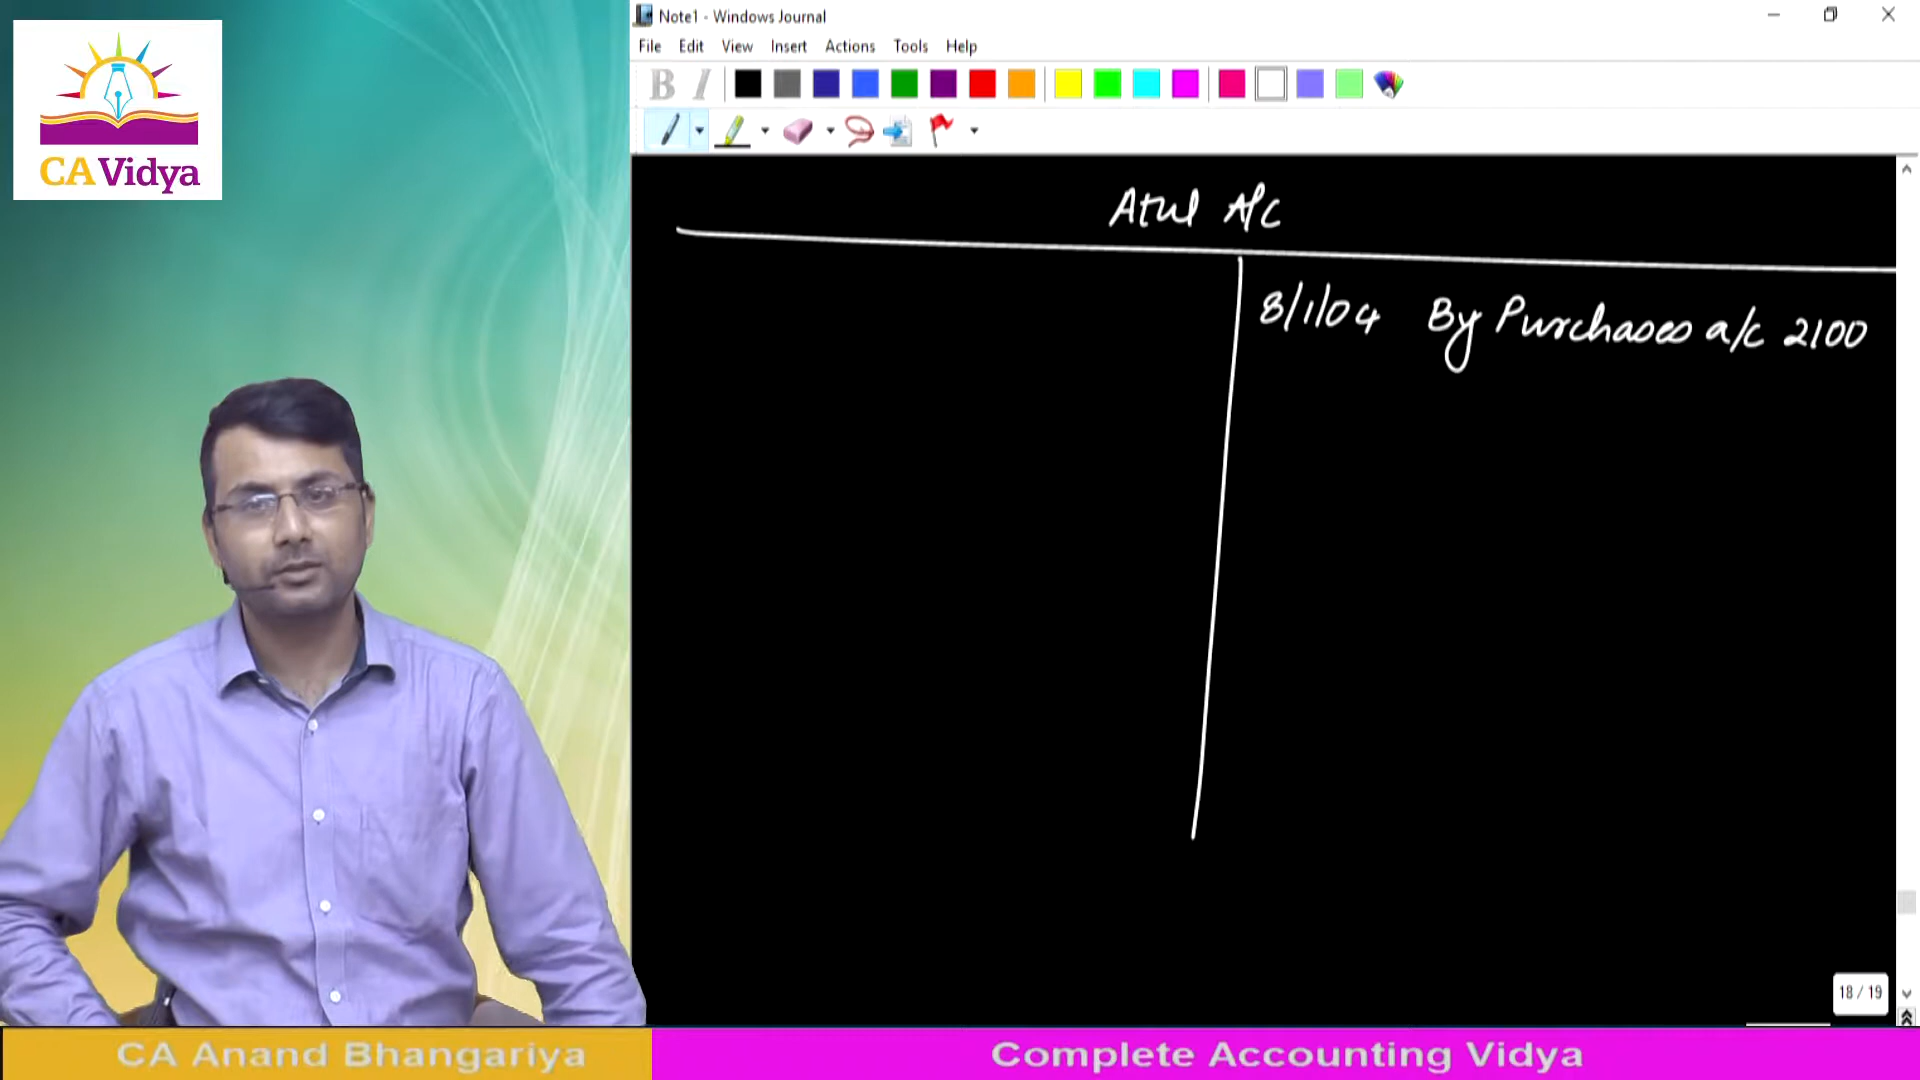 CA Vidya
Note1 - Windows Journal
File Edit View Insert Actions Tools Help
B I
Atul A/c
8/1/04 By Purchases a/c 2100
18 / 19
CA Anand Bhangariya
Complete Accounting Vidya